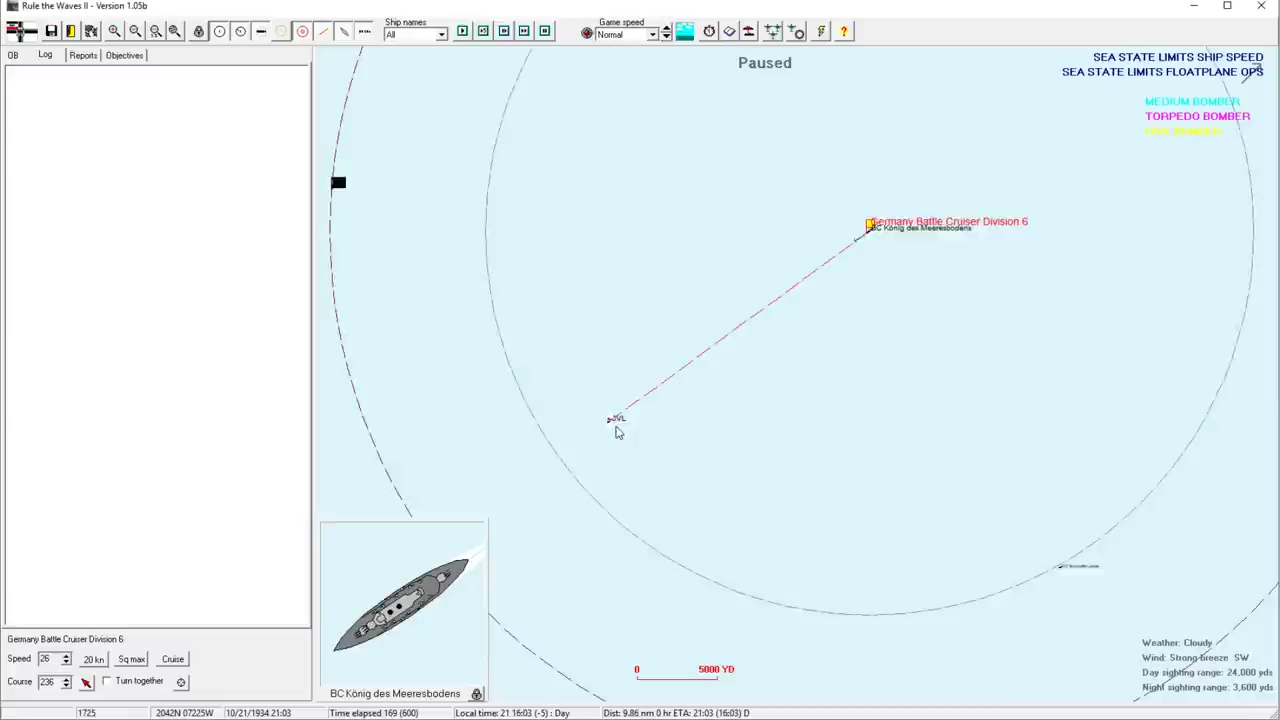 Rule the Waves II - Version 1.05b
Ship names
All
Game speed
Normal
OB
Log
Reports
Objectives
Paused
SEA STATE LIMITS SHIP SPEED
SEA STATE LIMITS FLOATPLANE OPS
MEDIUM BOMBER
TORPEDO BOMBER
DIVE BOMBER
Germany Battle Cruiser Division 6
BC König des Meeresbodens
Germany Battle Cruiser Division 6
Speed 26 20 kn Sq max Cruise
Course 236 Turn together
BC König des Meeresbodens
0 5000 YD
Weather: Cloudy
Wind: Strong breeze SW
Day sighting range: 24,000 yds
Night sighting range: 3,600 yds
1725 2042N 07225W 10/21/1934 21:03 Time elapsed 169 (600) Local time: 21 16:03 (-5) : Day Dist: 9.86 nm 0 hr ETA: 21:03 (16:03) D